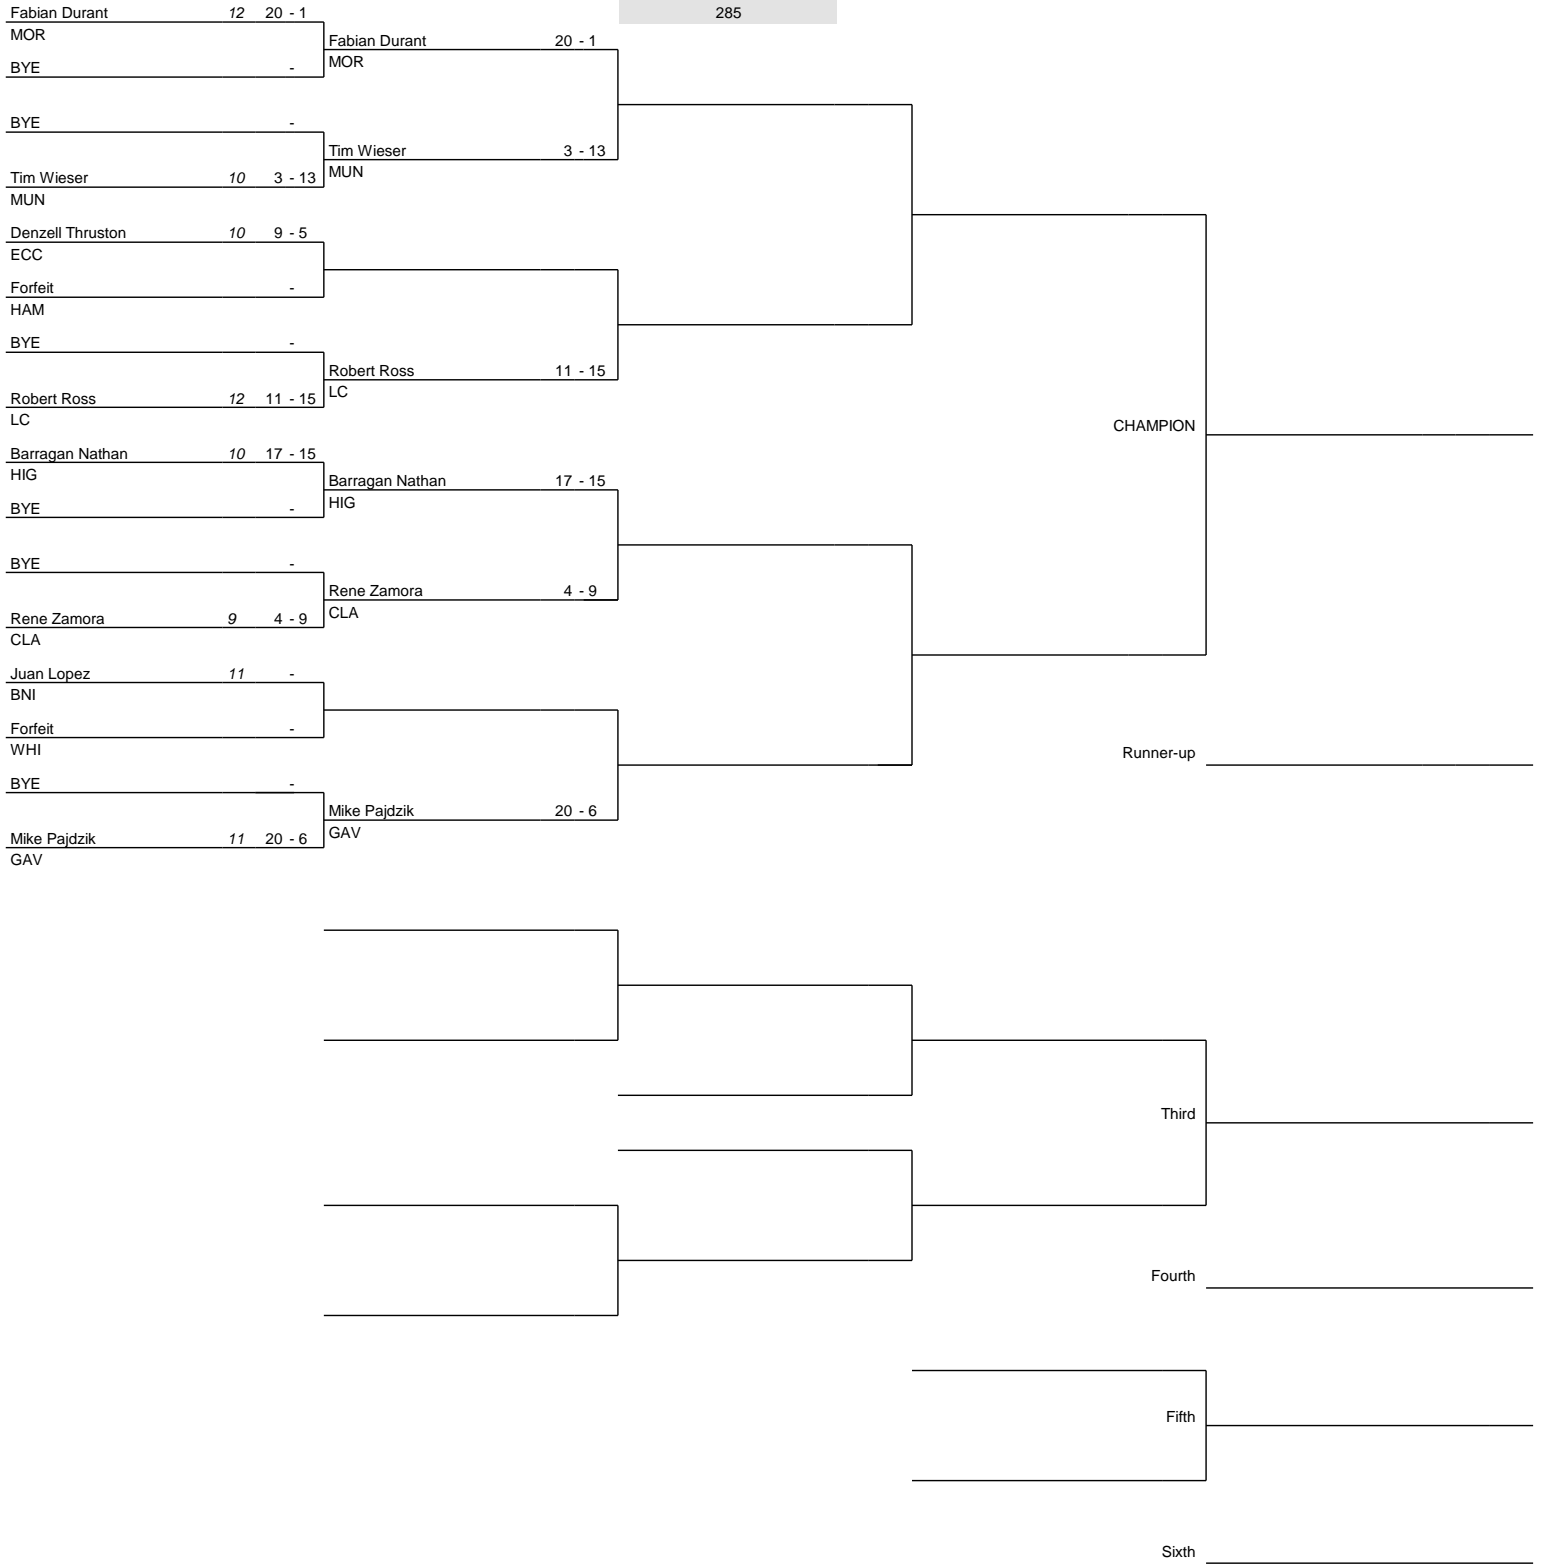 Fabian Durant 12 20 - 1
285
MOR
Fabian Durant 20 - 1
BYE -
MOR
BYE -
Tim Wieser 3 - 13
Tim Wieser 10 3 - 13
MUN
MUN
Denzell Thruston 10 9 - 5
ECC
Forfeit -
HAM
BYE -
Robert Ross 11 - 15
Robert Ross 12 11 - 15
LC
LC
CHAMPION
Barragan Nathan 10 17 - 15
HIG
Barragan Nathan 17 - 15
BYE -
HIG
BYE -
Rene Zamora 4 - 9
Rene Zamora 9 4 - 9
CLA
CLA
Juan Lopez 11 -
BNI
Forfeit -
WHI
Runner-up
BYE -
Mike Pajdzik 20 - 6
Mike Pajdzik 11 20 - 6
GAV
GAV
Third
Fourth
Fifth
Sixth